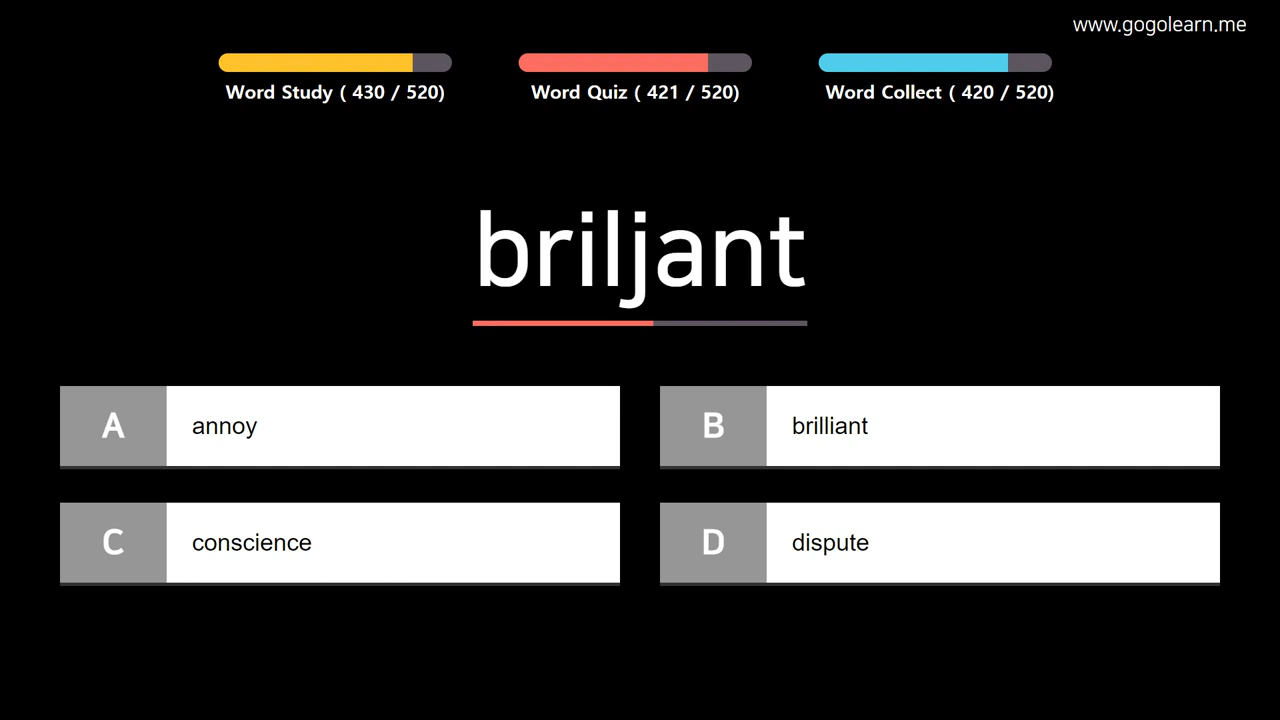 www.gogolearn.me
Word Study ( 430 / 520)
Word Quiz ( 421 / 520)
Word Collect ( 420 / 520)
briljant
A annoy
B brilliant
C conscience
D dispute